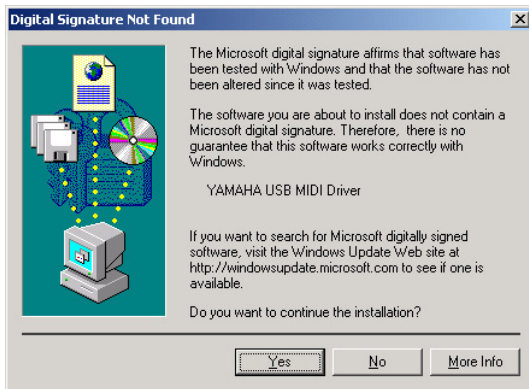 Digital Signature Not Found
The Microsoft digital signature affirms that software has
been tested with Windows and that the software has not
been altered since it was tested.
The software you are about to install does not contain a
Microsoft digital signature. Therefore, there is no
guarantee that this software works correctly with
Windows.
YAMAHA USB MIDI Driver
If you want to search for Microsoft digitally signed
software, visit the Windows Update Web site at
http://windowsupdate.microsoft.com to see if one is
available.
Do you want to continue the installation?
Yes No More Info